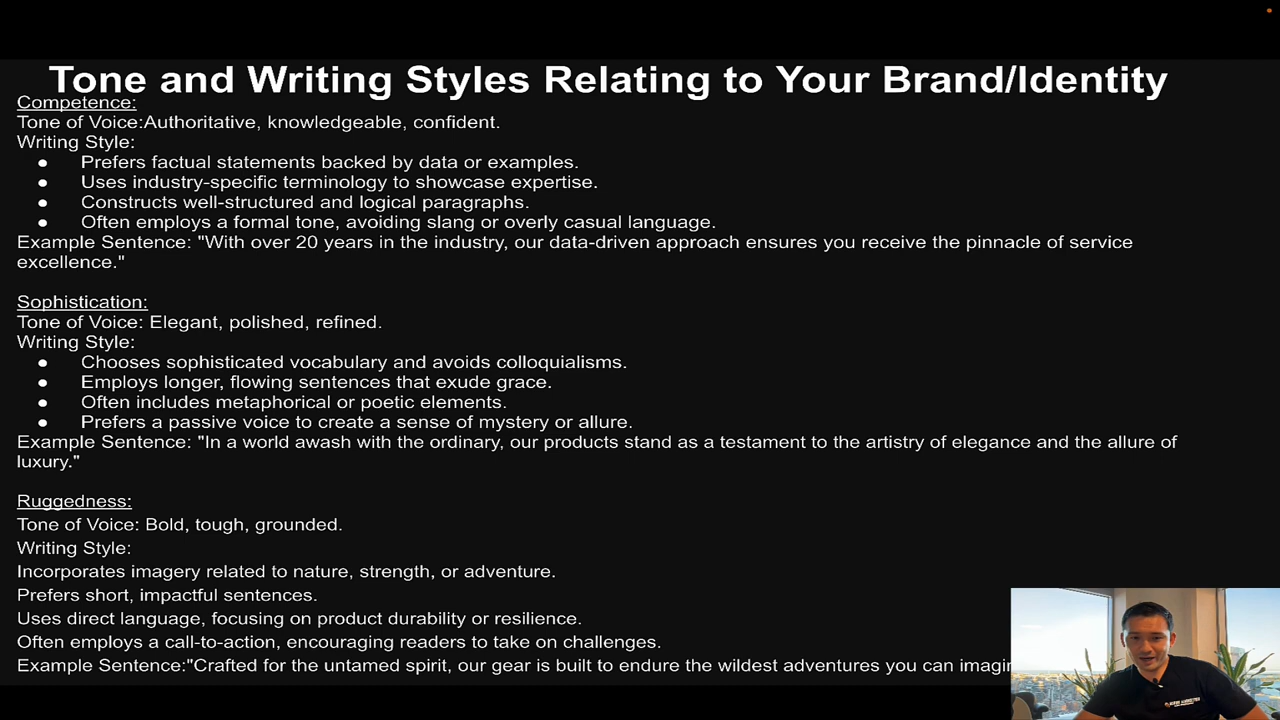 Tone and Writing Styles Relating to Your Brand/Identity
Competence:
Tone of Voice:Authoritative, knowledgeable, confident.
Writing Style:
● Prefers factual statements backed by data or examples.
● Uses industry-specific terminology to showcase expertise.
● Constructs well-structured and logical paragraphs.
● Often employs a formal tone, avoiding slang or overly casual language.
Example Sentence: "With over 20 years in the industry, our data-driven approach ensures you receive the pinnacle of service
excellence."
Sophistication:
Tone of Voice: Elegant, polished, refined.
Writing Style:
● Chooses sophisticated vocabulary and avoids colloquialisms.
● Employs longer, flowing sentences that exude grace.
● Often includes metaphorical or poetic elements.
● Prefers a passive voice to create a sense of mystery or allure.
Example Sentence: "In a world awash with the ordinary, our products stand as a testament to the artistry of elegance and the allure of
luxury."
Ruggedness:
Tone of Voice: Bold, tough, grounded.
Writing Style:
Incorporates imagery related to nature, strength, or adventure.
Prefers short, impactful sentences.
Uses direct language, focusing on product durability or resilience.
Often employs a call-to-action, encouraging readers to take on challenges.
Example Sentence:"Crafted for the untamed spirit, our gear is built to endure the wildest adventures you can